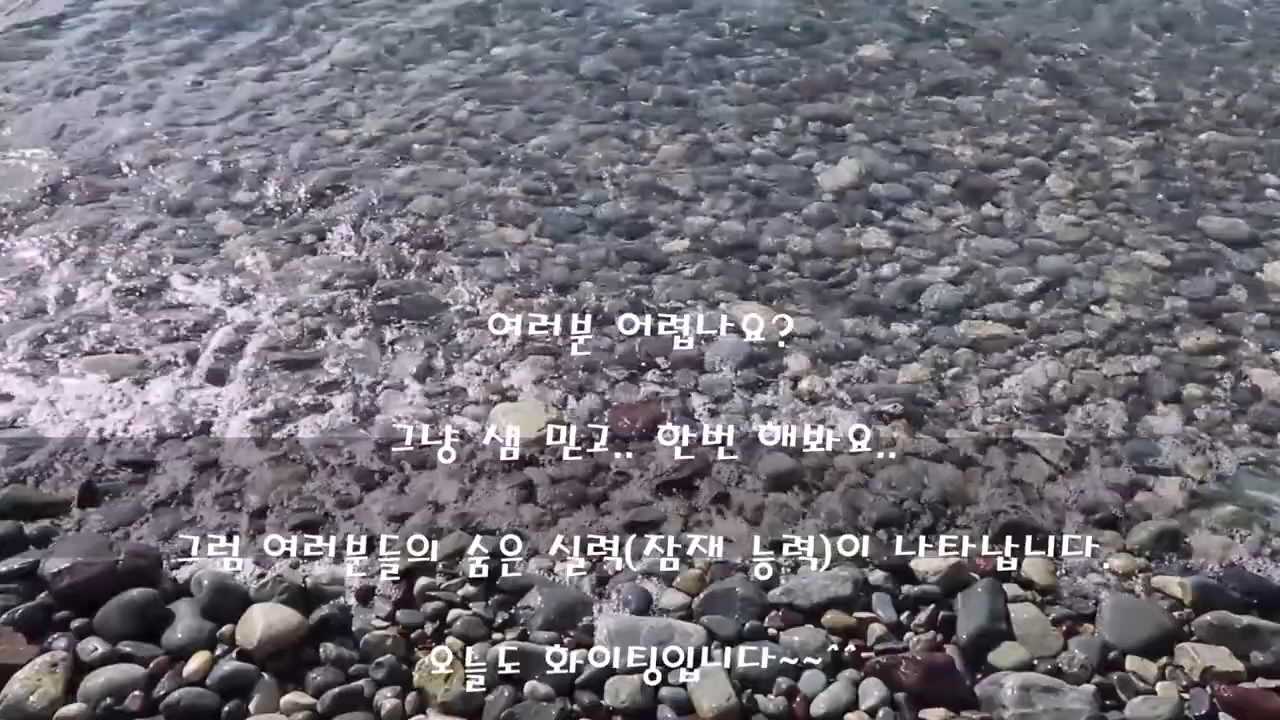 여러분 어렵나요?
그냥 샘 믿고.. 한번 해봐요..
그럼 여러분들의 숨은 실력(잠재 능력)이 나타납니다.
오늘도 화이팅입니다~~^^